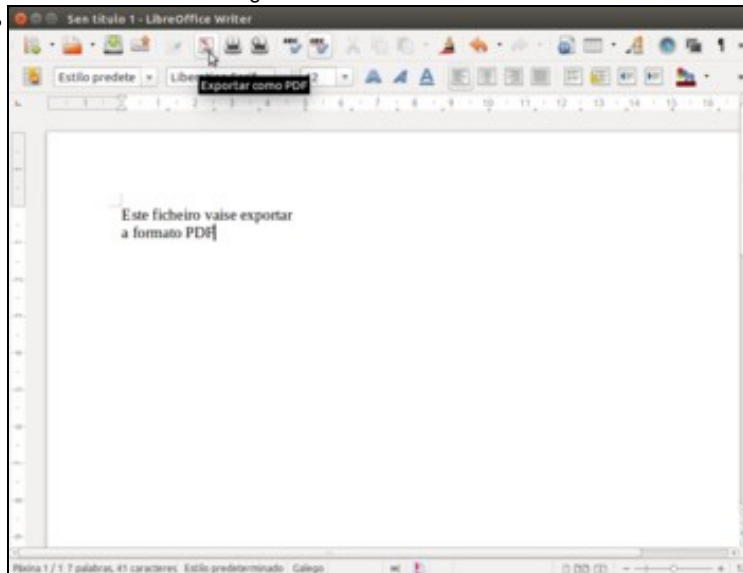 Sen título 1 - LibreOffice Writer
Estilo predete
Exportar como PDF
Este ficheiro vaise exportar
a formato PDF
Páxina 1 / 1 7 palabras, 41 caracteres Estilo predeterminado Galego